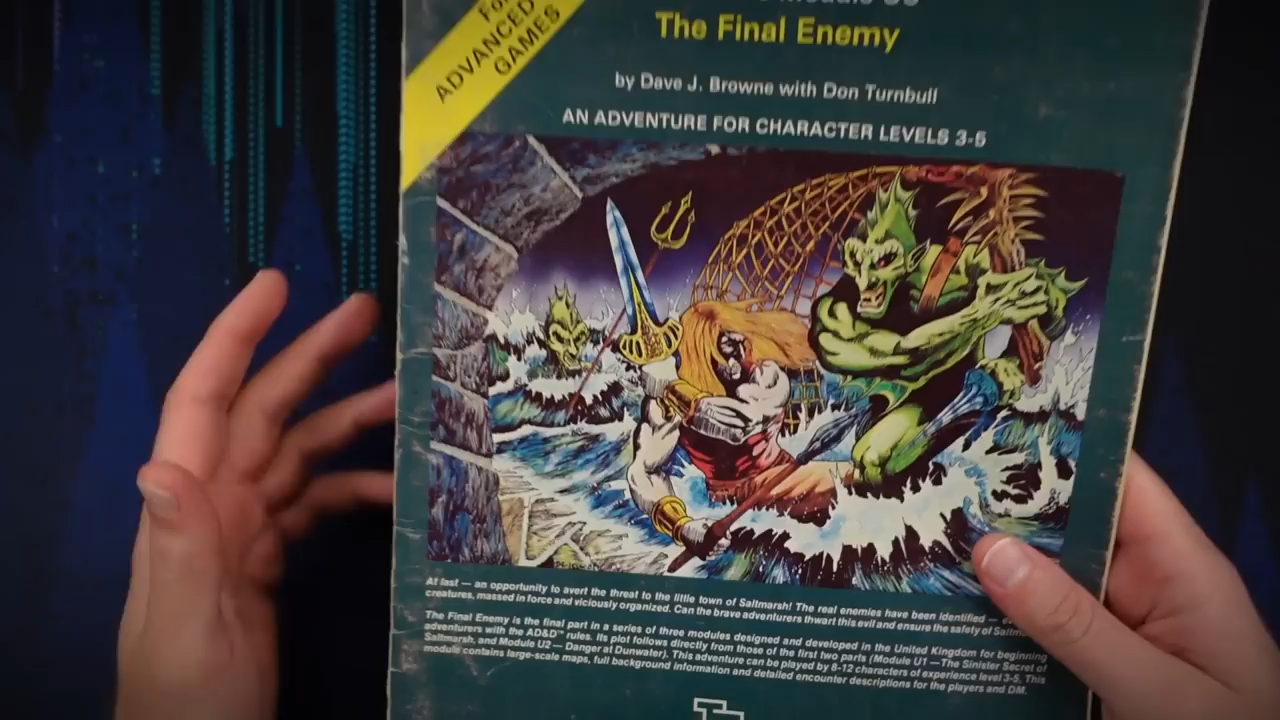 For
ADVANCED
GAMES
The Final Enemy
by Dave J. Browne with Don Turnbull
AN ADVENTURE FOR CHARACTER LEVELS 3-5
At last — an opportunity to avert the threat to the little town of Saltmarsh! The real enemies have been identified —
creatures, massed in force and viciously organized. Can the brave adventurers thwart this evil and ensure the safety of
The Final Enemy is the final part in a series of three modules designed and developed in the United Kingdom for beginning
adventurers with the AD&D™ rules. Its plot follows directly from those of the first two parts (Module U1 — The Sinister Secret of
Saltmarsh, and Module U2 — Danger at Dunwater). This adventure can be played by 8-12 characters of experience level 3-5. This
module contains large-scale maps, full background information and detailed encounter descriptions for the players and DM.